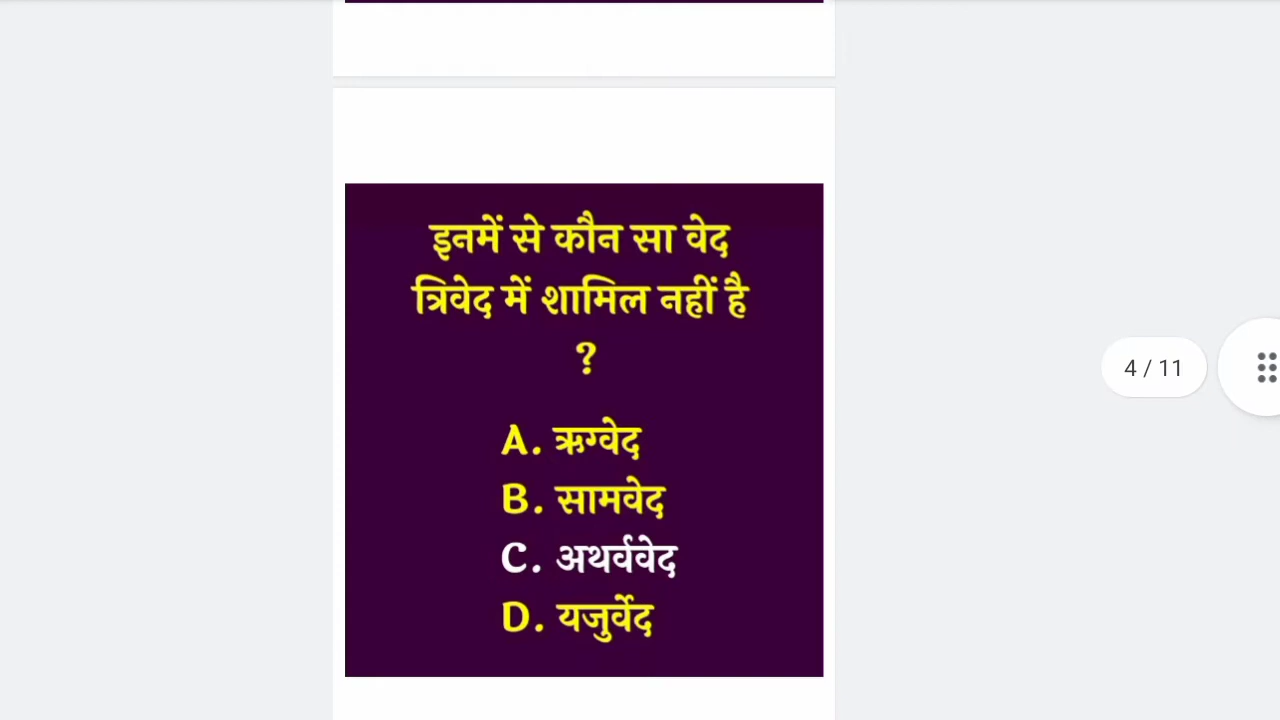 इनमें से कौन सा वेद
त्रिवेद में शामिल नहीं है
?
A. ऋग्वेद
B. सामवेद
C. अथर्ववेद
D. यजुर्वेद
4 / 11